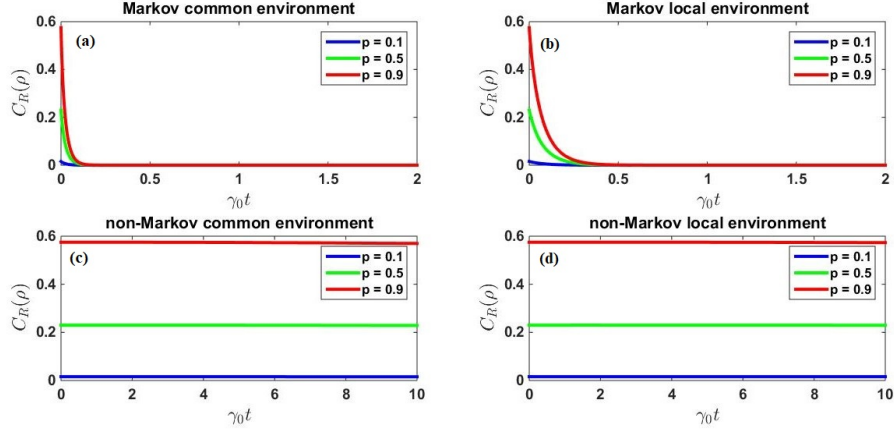 Markov common environment
(a)
p = 0.1
p = 0.5
p = 0.9
C_R(ρ)
0.6
0.4
0.2
0
0
0.5
1
1.5
2
γ₀t
Markov local environment
(b)
p = 0.1
p = 0.5
p = 0.9
C_R(ρ)
0.6
0.4
0.2
0
0
0.5
1
1.5
2
γ₀t
non-Markov common environment
(c)
p = 0.1
p = 0.5
p = 0.9
C_R(ρ)
0.6
0.4
0.2
0
0
2
4
6
8
10
γ₀t
non-Markov local environment
(d)
p = 0.1
p = 0.5
p = 0.9
C_R(ρ)
0.6
0.4
0.2
0
0
2
4
6
8
10
γ₀t